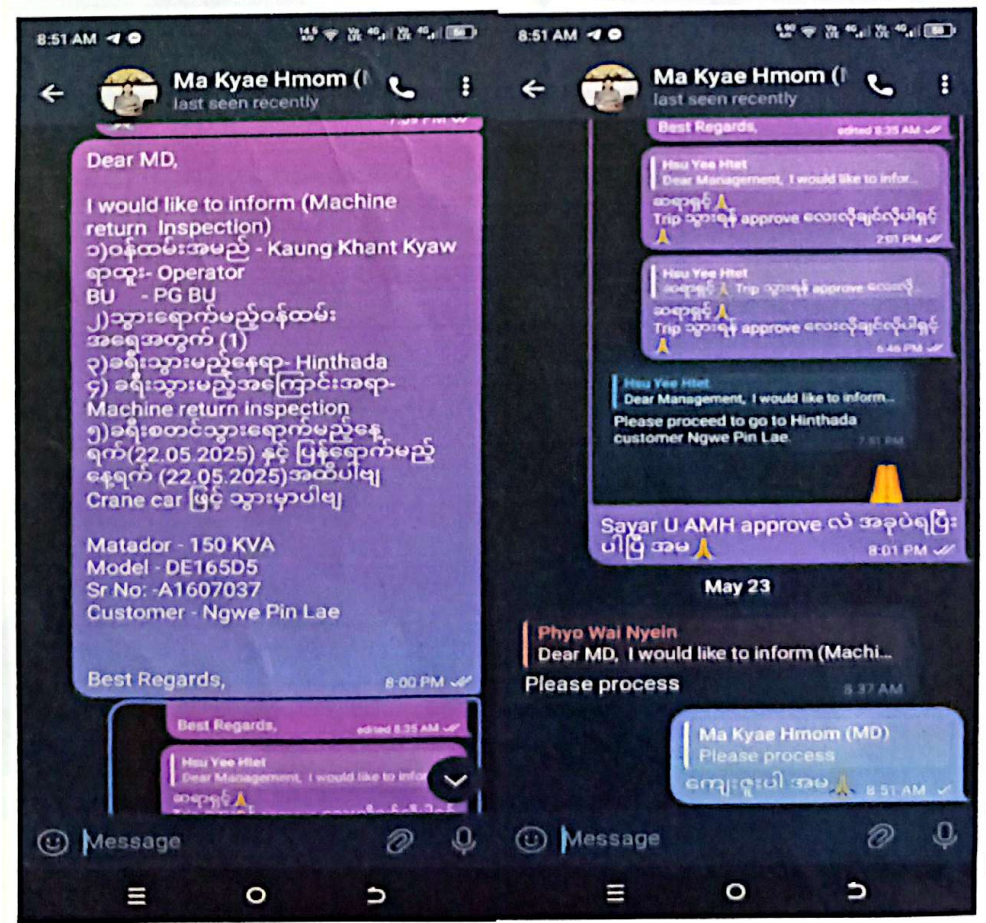 8:51 AM
Ma Kyae Hmom (
last seen recently
Dear MD,
I would like to inform (Machine
return Inspection)
၁)ဝန်ထမ်းအမည် - Kaung Khant Kyaw
ရာထူး- Operator
BU - PG BU
၂)သွားရောက်မည့်ဝန်ထမ်း
အရေအတွက် (1)
၃)ခရီးသွားမည့်နေရာ- Hinthada
၄) ခရီးသွားမည့်အကြောင်းအရာ-
Machine return inspection
၅)ခရီးစတင်သွားရောက်မည့်နေ့
ရက်(22.05.2025) နှင့် ပြန်ရောက်မည့်
နေ့ရက် (22.05.2025)အထိပါဗျ
Crane car ဖြင့် သွားမှာပါဗျ
Matador - 150 KVA
Model - DE165D5
Sr No: -A1607037
Customer - Ngwe Pin Lae
Best Regards,
8:00 PM
Best Regards,
edited 8:35 AM
Hsu Yee Htet
Dear Management, I would like to infor
ဆရာရှင့်🙏
Message
8:51 AM
Ma Kyae Hmom (
last seen recently
Best Regards,
edited 8:35 AM
Hsu Yee Htet
Dear Management, I would like to infor...
ဆရာရှင့်🙏
Trip သွားရန် approve လေးလိုချင်လို့ပါရှင့်
🙏
2:01 PM
Hsu Yee Htet
ဆရာရှင့်🙏 Trip သွားရန် approve လေးလို...
ဆရာရှင့်🙏
Trip သွားရန် approve လေးလိုချင်လို့ပါရှင့်
🙏
6:46 PM
Hsu Yee Htet
Dear Management, I would like to inform...
Please proceed to go to Hinthada
customer Ngwe Pin Lae.
7:51 PM
🙏
Sayar U AMH approve လဲ အခုပဲရပြီး
ပါပြီ အမ🙏
8:01 PM
May 23
Phyo Wai Nyein
Dear MD, I would like to inform (Machi...
Please process
8:37 AM
Ma Kyae Hmom (MD)
Please process
ကျေးဇူးပါ အမ🙏
8:51 AM
Message